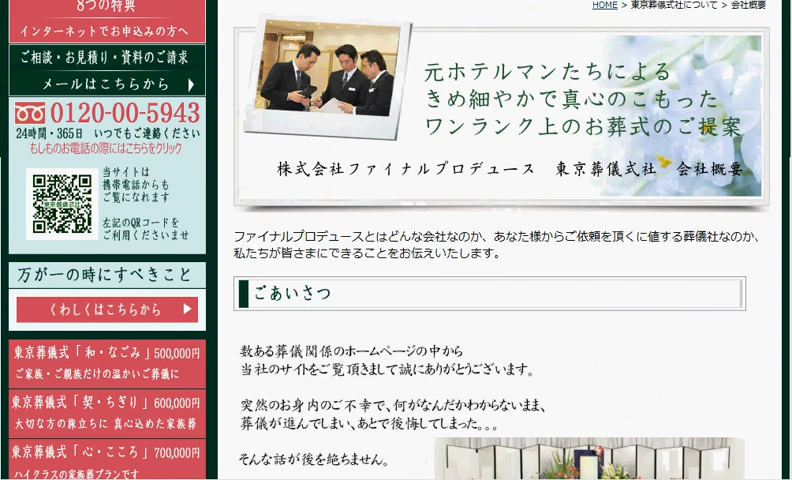 8つの特典
インターネットでお申込みの方へ
ご相談・お見積り・資料のご請求
メールはこちらから
0120-00-5943
24時間・365日 いつでもご連絡ください
もしものお電話の際にはこちらをクリック
東京葬儀式社
当サイトは
携帯電話からも
ご覧になれます
左記のQRコードを
ご利用くださいませ
万が一の時にすべきこと
くわしくはこちらから
東京葬儀式「 和・なごみ 」500,000円
ご家族・ご親族だけの温かいご葬儀に
東京葬儀式「 契・ちぎり 」600,000円
大切な方の旅立ちに 真心込めた家族葬
東京葬儀式「 心・こころ 」700,000円
ハイクラスの家族葬プランです
HOME > 東京葬儀式社について > 会社概要
元ホテルマンたちによる
きめ細やかで真心のこもった
ワンランク上のお葬式のご提案
株式会社ファイナルプロデュース 東京葬儀式社 会社概要
ファイナルプロデュースとはどんな会社なのか、あなた様からご依頼を頂くに値する葬儀社なのか、
私たちが皆さまにできることをお伝えいたします。
ごあいさつ
数ある葬儀関係のホームページの中から
当社のサイトをご覧頂きまして誠にありがとうございます。
突然のお身内のご不幸で、何がなんだかわからないまま、
葬儀が進んでしまい、あとで後悔してしまった。。。
そんな話が後を絶ちません。